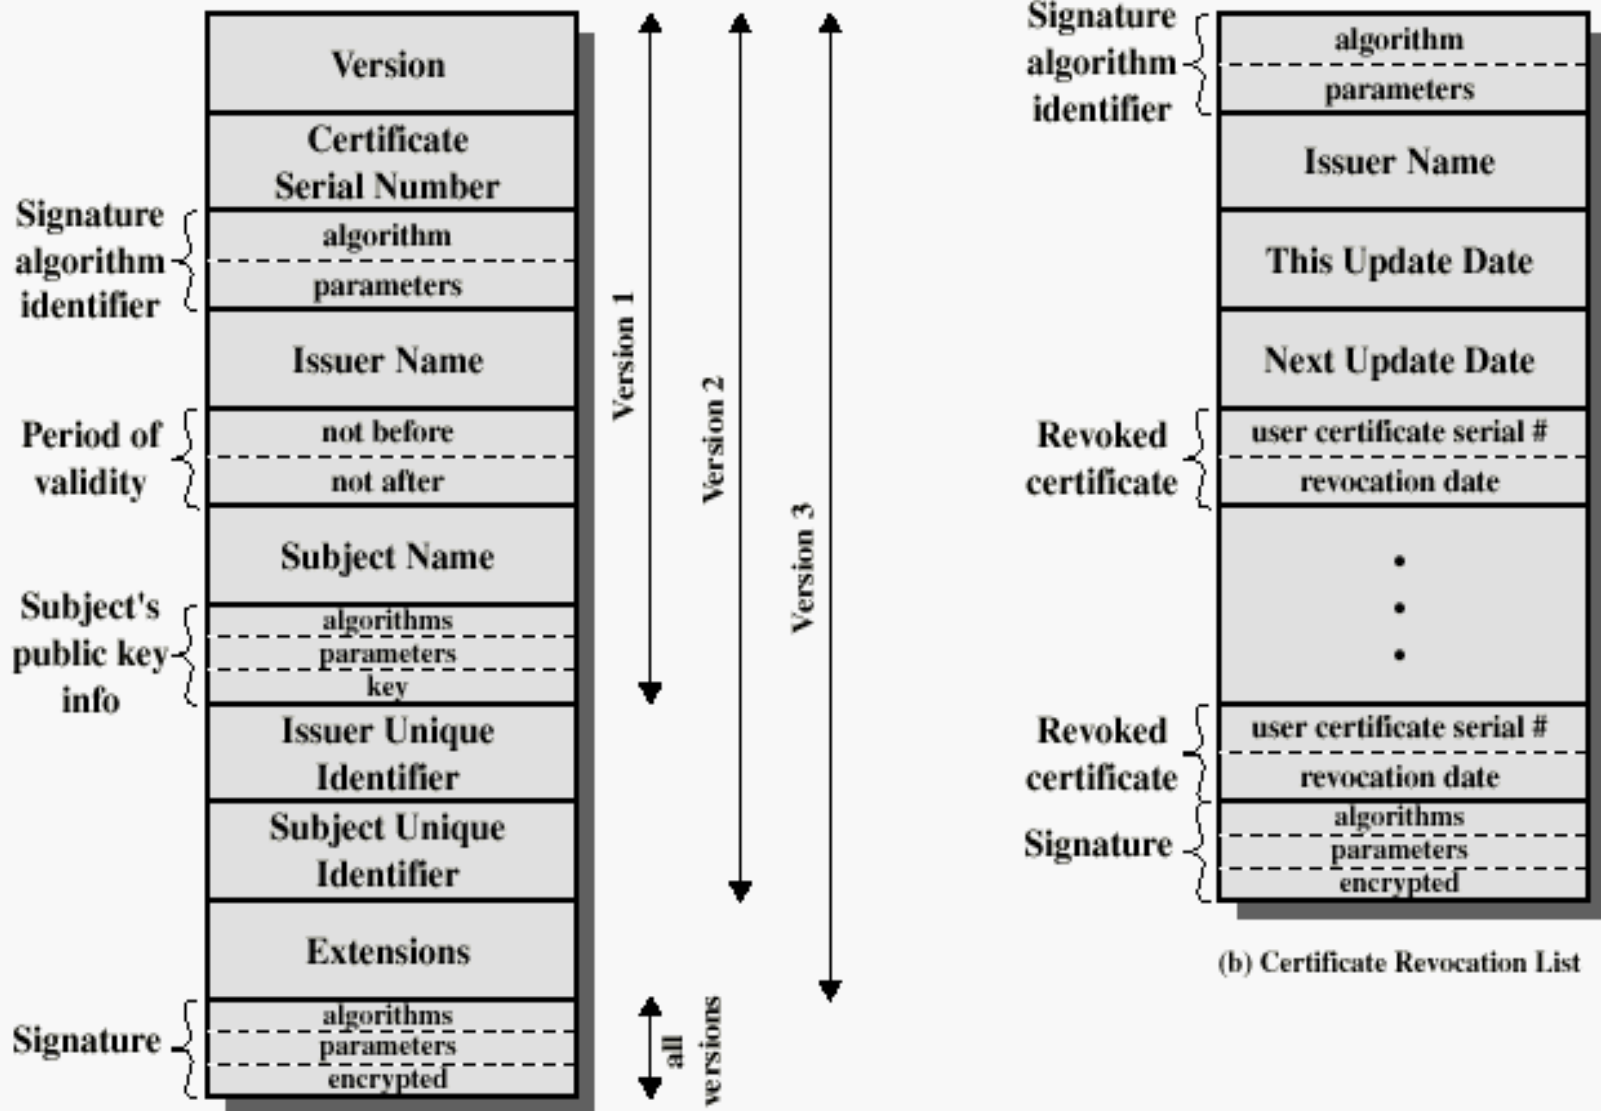 Version
Certificate
Serial Number
Signature
algorithm
identifier
algorithm
parameters
Issuer Name
Period of
validity
not before
not after
Subject Name
Subject's
public key
info
algorithms
parameters
key
Issuer Unique
Identifier
Subject Unique
Identifier
Extensions
Signature
algorithms
parameters
encrypted
Version 1
Version 2
Version 3
all
versions
Signature
algorithm
identifier
algorithm
parameters
Issuer Name
This Update Date
Next Update Date
Revoked
certificate
user certificate serial #
revocation date
Revoked
certificate
user certificate serial #
revocation date
Signature
algorithms
parameters
encrypted
(b) Certificate Revocation List